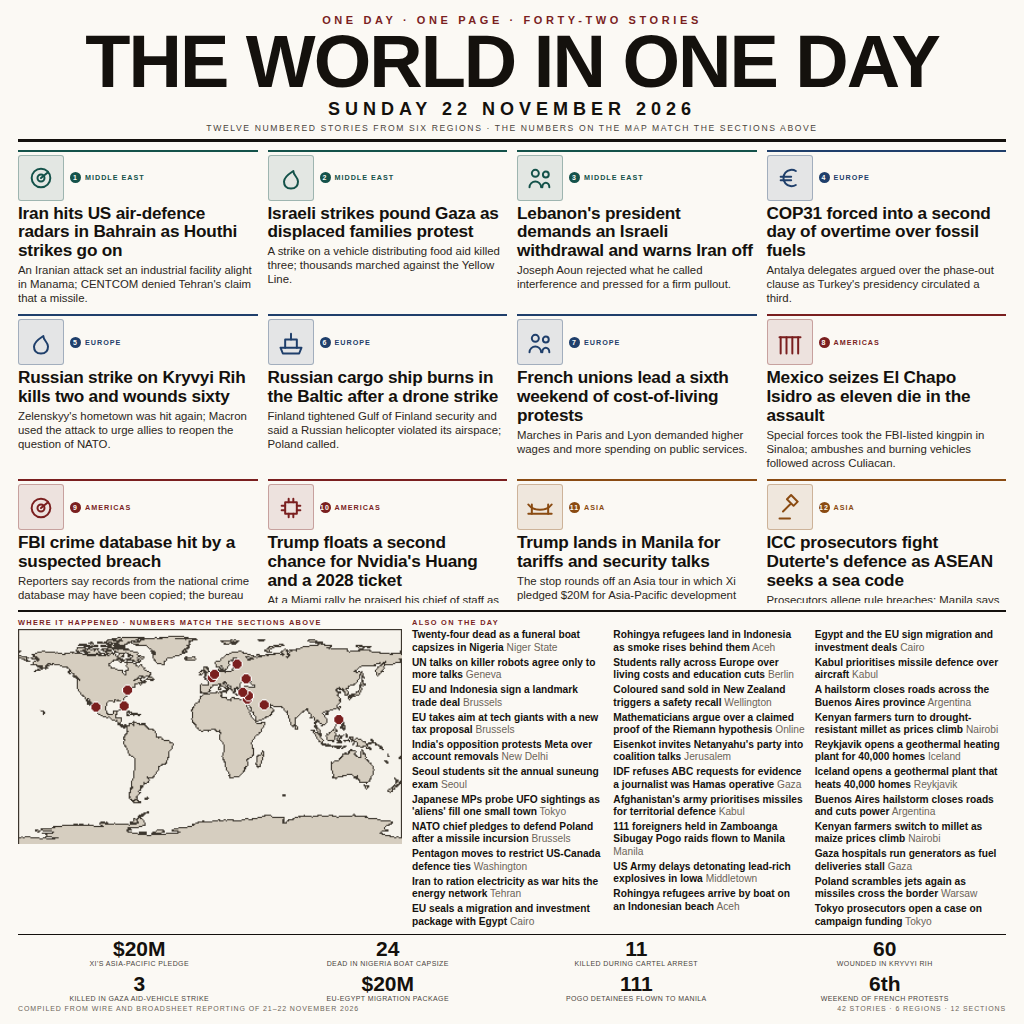 ONE DAY · ONE PAGE · FORTY-TWO STORIES
THE WORLD IN ONE DAY
SUNDAY 22 NOVEMBER 2026
TWELVE NUMBERED STORIES FROM SIX REGIONS · THE NUMBERS ON THE MAP MATCH THE SECTIONS ABOVE
1 MIDDLE EAST
Iran hits US air-defence
radars in Bahrain as Houthi
strikes go on
An Iranian attack set an industrial facility alight
in Manama; CENTCOM denied Tehran's claim
that a missile.
2 MIDDLE EAST
Israeli strikes pound Gaza as
displaced families protest
A strike on a vehicle distributing food aid killed
three; thousands marched against the Yellow
Line.
3 MIDDLE EAST
Lebanon's president
demands an Israeli
withdrawal and warns Iran off
Joseph Aoun rejected what he called
interference and pressed for a firm pullout.
4 EUROPE
COP31 forced into a second
day of overtime over fossil
fuels
Antalya delegates argued over the phase-out
clause as Turkey's presidency circulated a
third.
5 EUROPE
Russian strike on Kryvyi Rih
kills two and wounds sixty
Zelenskyy's hometown was hit again; Macron
used the attack to urge allies to reopen the
question of NATO.
6 EUROPE
Russian cargo ship burns in
the Baltic after a drone strike
Finland tightened Gulf of Finland security and
said a Russian helicopter violated its airspace;
Poland called.
7 EUROPE
French unions lead a sixth
weekend of cost-of-living
protests
Marches in Paris and Lyon demanded higher
wages and more spending on public services.
8 AMERICAS
Mexico seizes El Chapo
Isidro as eleven die in the
assault
Special forces took the FBI-listed kingpin in
Sinaloa; ambushes and burning vehicles
followed across Culiacan.
9 AMERICAS
FBI crime database hit by a
suspected breach
Reporters say records from the national crime
database may have been copied; the bureau
10 AMERICAS
Trump floats a second
chance for Nvidia's Huang
and a 2028 ticket
At a Miami rally he praised his chief of staff as
11 ASIA
Trump lands in Manila for
tariffs and security talks
The stop rounds off an Asia tour in which Xi
pledged $20M for Asia-Pacific development
12 ASIA
ICC prosecutors fight
Duterte's defence as ASEAN
seeks a sea code
Prosecutors allege rule breaches; Manila says
WHERE IT HAPPENED · NUMBERS MATCH THE SECTIONS ABOVE
ALSO ON THE DAY
Twenty-four dead as a funeral boat
capsizes in Nigeria Niger State
UN talks on killer robots agree only to
more talks Geneva
EU and Indonesia sign a landmark
trade deal Brussels
EU takes aim at tech giants with a new
tax proposal Brussels
India's opposition protests Meta over
account removals New Delhi
Seoul students sit the annual suneung
exam Seoul
Japanese MPs probe UFO sightings as
'aliens' fill one small town Tokyo
NATO chief pledges to defend Poland
after a missile incursion Brussels
Pentagon moves to restrict US-Canada
defence ties Washington
Iran to ration electricity as war hits the
energy network Tehran
EU seals a migration and investment
package with Egypt Cairo
Rohingya refugees land in Indonesia
as smoke rises behind them Aceh
Students rally across Europe over
living costs and education cuts Berlin
Coloured sand sold in New Zealand
triggers a safety recall Wellington
Mathematicians argue over a claimed
proof of the Riemann hypothesis Online
Eisenkot invites Netanyahu's party into
coalition talks Jerusalem
IDF refuses ABC requests for evidence
a journalist was Hamas operative Gaza
Afghanistan's army prioritises missiles
for territorial defence Kabul
111 foreigners held in Zamboanga
Sibugay Pogo raids flown to Manila
Manila
US Army delays detonating lead-rich
explosives in Iowa Middletown
Rohingya refugees arrive by boat on
an Indonesian beach Aceh
Egypt and the EU sign migration and
investment deals Cairo
Kabul prioritises missile defence over
aircraft Kabul
A hailstorm closes roads across the
Buenos Aires province Argentina
Kenyan farmers turn to drought-
resistant millet as prices climb Nairobi
Reykjavik opens a geothermal heating
plant for 40,000 homes Iceland
Iceland opens a geothermal plant that
heats 40,000 homes Reykjavik
Buenos Aires hailstorm closes roads
and cuts power Argentina
Kenyan farmers switch to millet as
maize prices climb Nairobi
Gaza hospitals run generators as fuel
deliveries stall Gaza
Poland scrambles jets again as
missiles cross the border Warsaw
Tokyo prosecutors open a case on
campaign funding Tokyo
$20M
XI'S ASIA-PACIFIC PLEDGE
24
DEAD IN NIGERIA BOAT CAPSIZE
11
KILLED DURING CARTEL ARREST
60
WOUNDED IN KRYVYI RIH
3
KILLED IN GAZA AID-VEHICLE STRIKE
$20M
EU-EGYPT MIGRATION PACKAGE
111
POGO DETAINEES FLOWN TO MANILA
6th
WEEKEND OF FRENCH PROTESTS
COMPILED FROM WIRE AND BROADSHEET REPORTING OF 21–22 NOVEMBER 2026
42 STORIES · 6 REGIONS · 12 SECTIONS